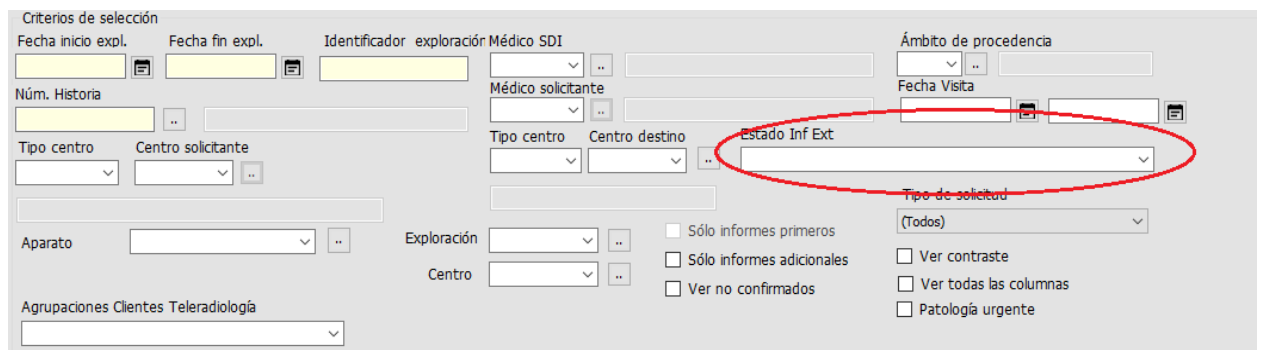 Criterios de selección
Fecha inicio expl. Fecha fin expl. Identificador exploración Médico SDI Ámbito de procedencia
..
..
Núm. Historia Médico solicitante Fecha Visita
..
..
Tipo centro Centro solicitante Tipo centro Centro destino Estado Inf Ext
..
..
Tipo de solicitud
(Todos)
Aparato .. Exploración .. Sólo informes primeros
Sólo informes adicionales Ver contraste
Centro .. Ver no confirmados Ver todas las columnas
Agrupaciones Clientes Teleradiología Patología urgente